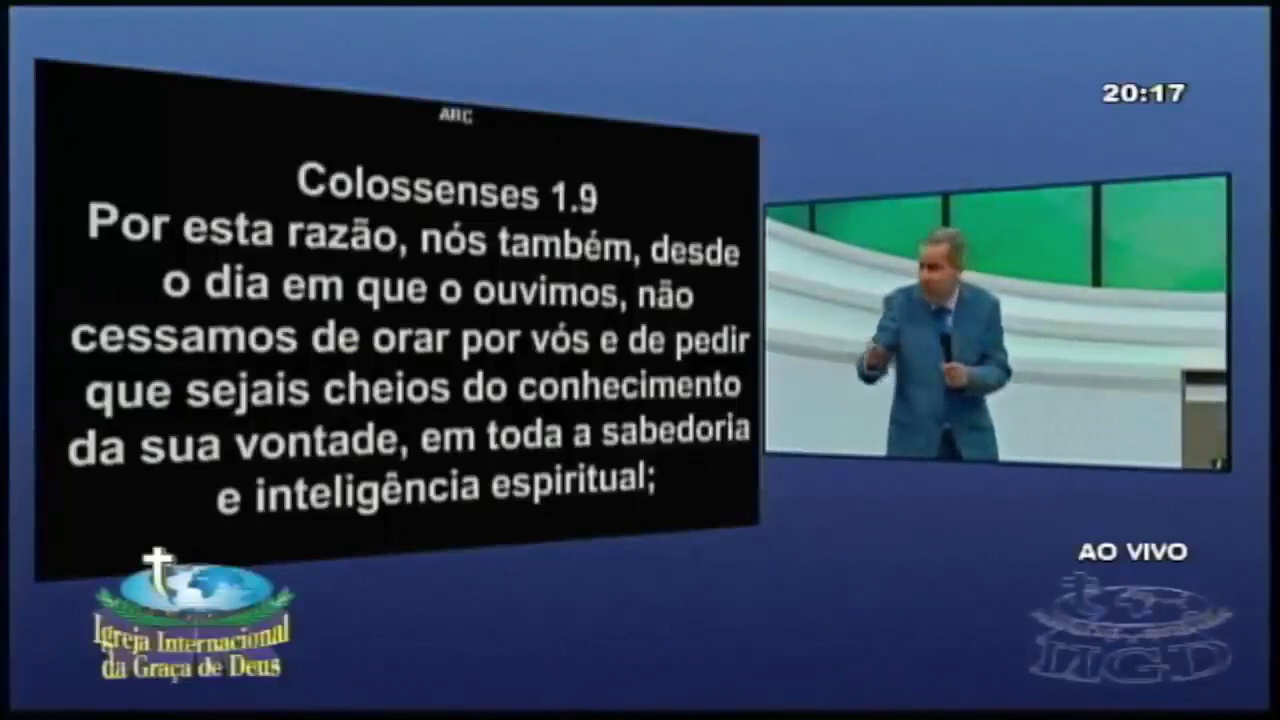 ARC
Colossenses 1.9
Por esta razão, nós também, desde
o dia em que o ouvimos, não
cessamos de orar por vós e de pedir
que sejais cheios do conhecimento
da sua vontade, em toda a sabedoria
e inteligência espiritual;
20:17
AO VIVO
Igreja Internacional
da Graça de Deus
IIGD